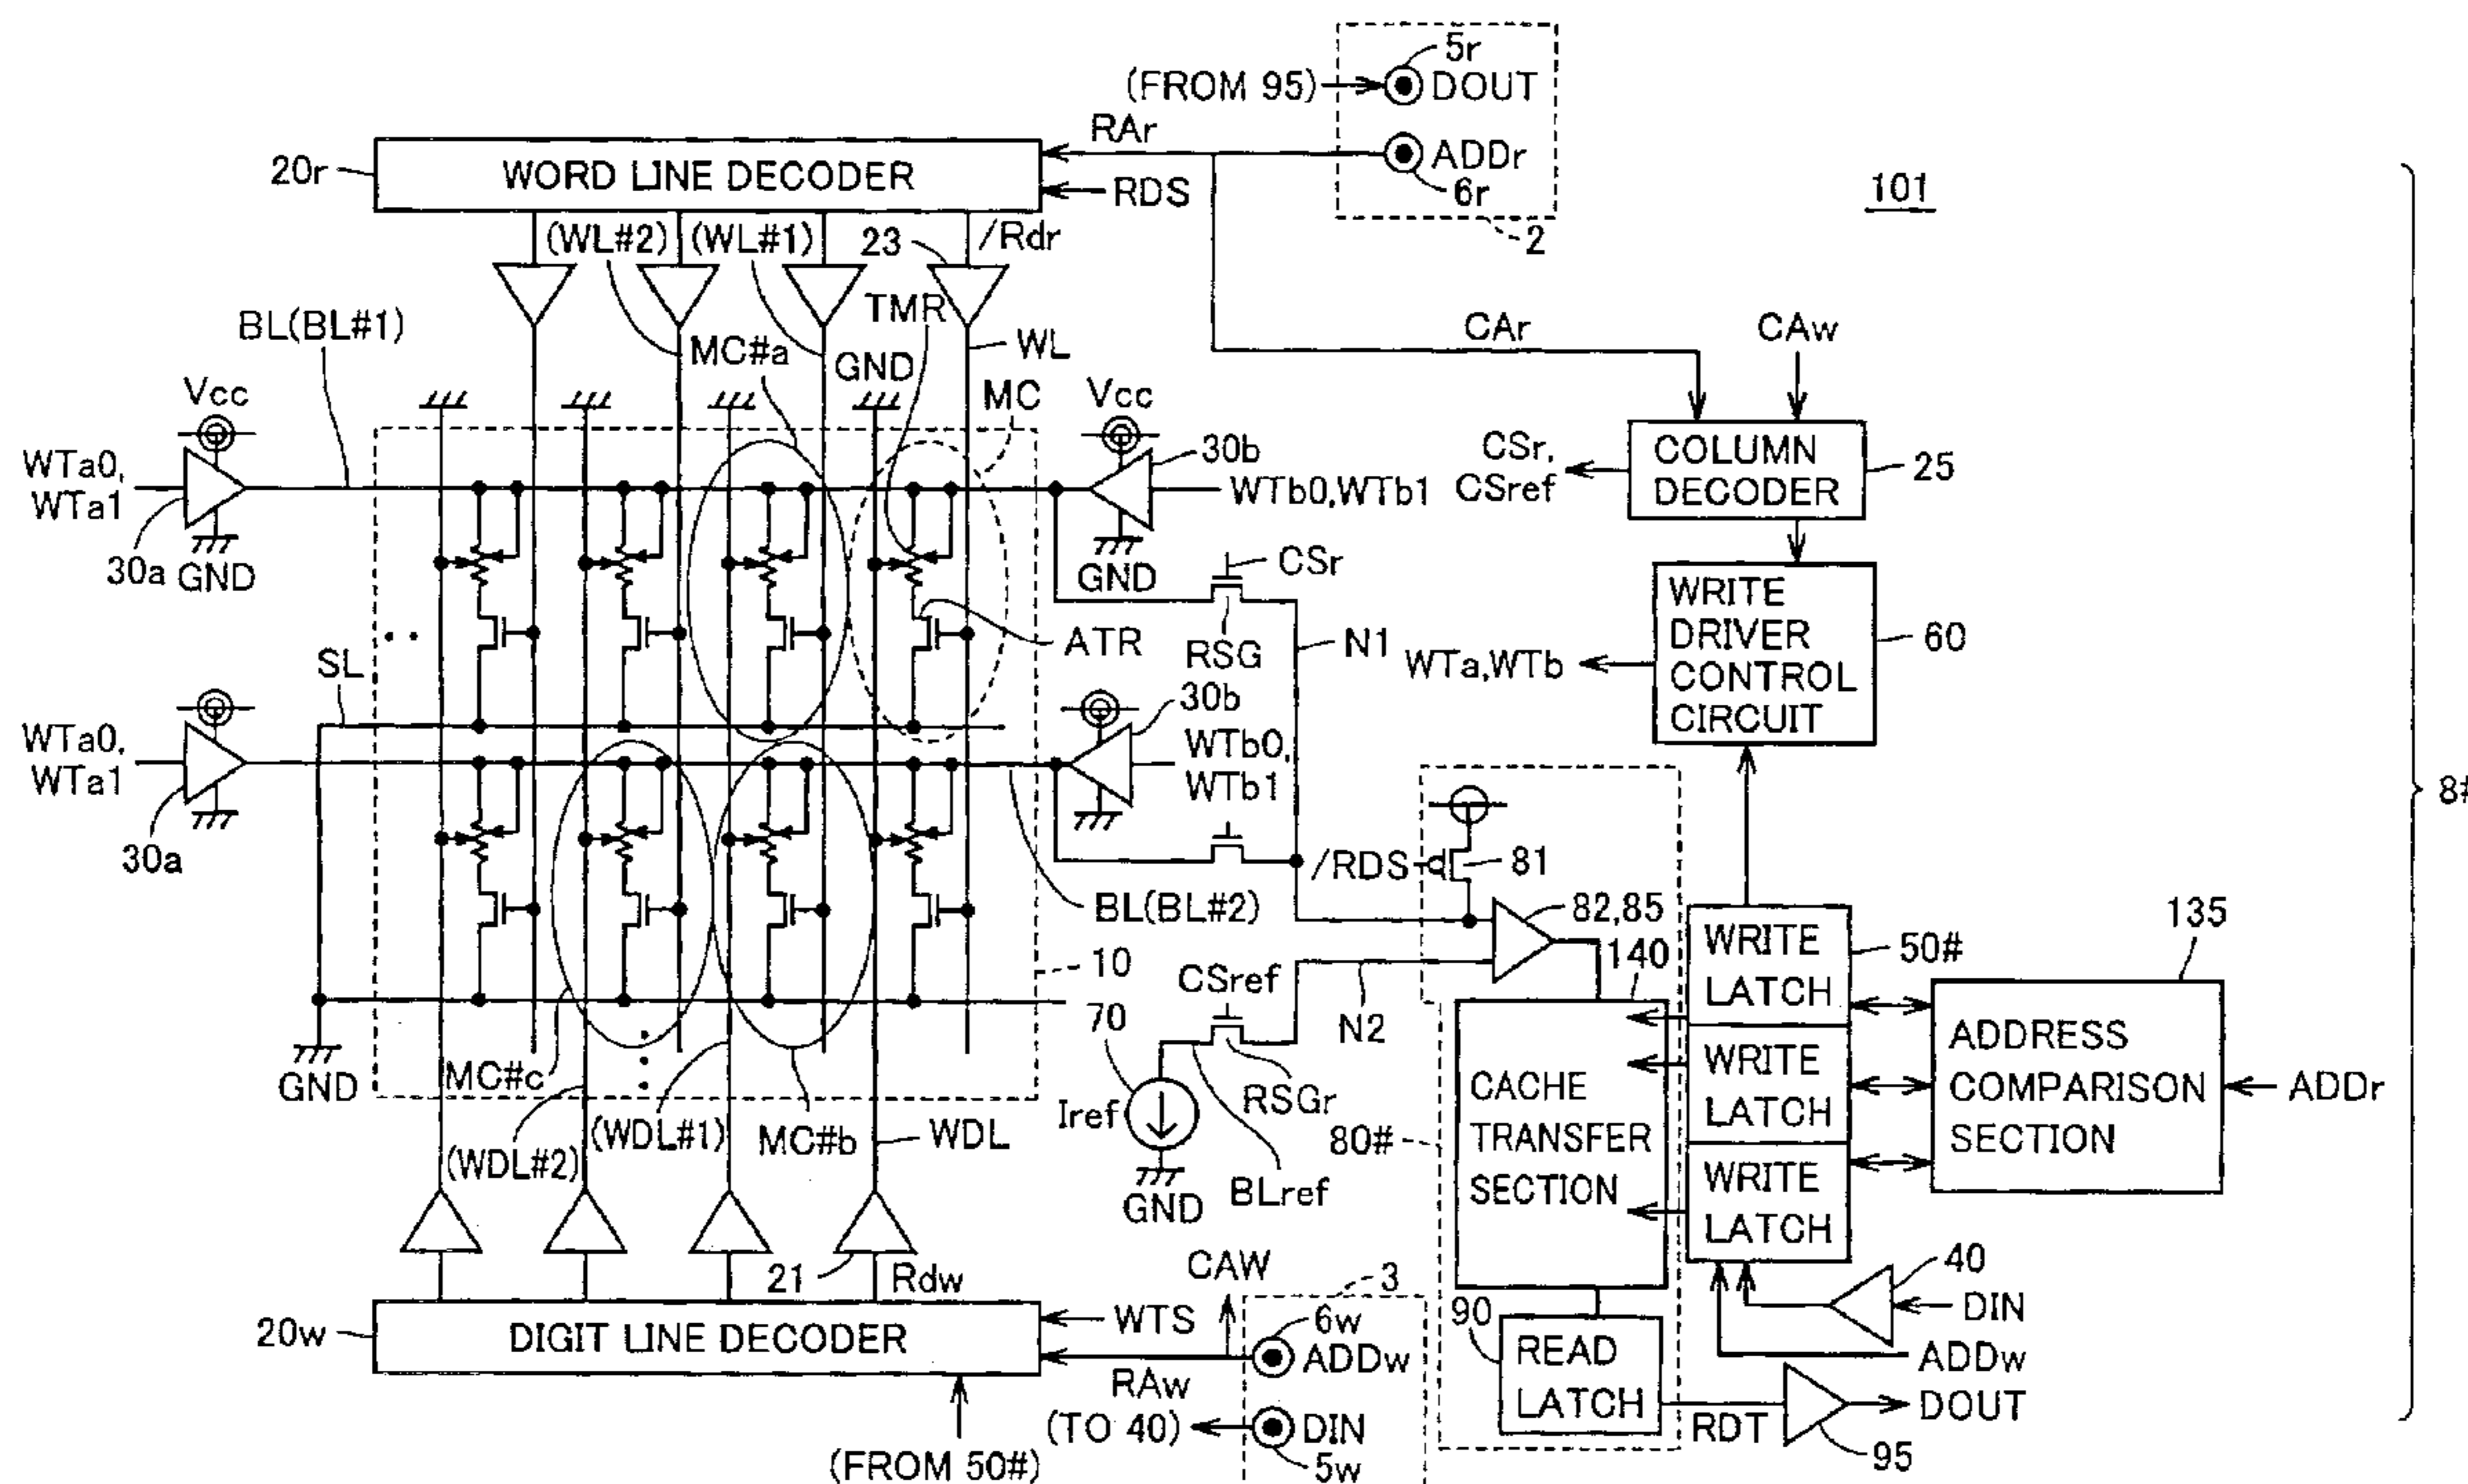 5r
(FROM 95)
DOUT
RAr
ADDr
6r
20r
WORD LINE DECODER
RDS
2
101
(WL#2)
(WL#1)
23
/Rdr
TMR
BL(BL#1)
MC#a
WL
GND
MC
CAr
CAw
Vcc
Vcc
WTa0,
WTa1
30b
WTb0,WTb1
CSr,
CSref
COLUMN
DECODER
25
30a
GND
GND
CSr
ATR
RSG
N1
WRITE
DRIVER
CONTROL
CIRCUIT
60
WTa,WTb
SL
30b
WTa0,
WTa1
WTb0,
WTb1
8#
30a
/RDS
81
BL(BL#2)
82,85
140
WRITE
LATCH
50#
135
10
CSref
70
N2
ADDRESS
COMPARISON
SECTION
ADDr
WRITE
LATCH
CACHE
TRANSFER
SECTION
GND
MC#c
Iref
RSGr
(WDL#1)
(WDL#2)
MC#b
WDL
80#
BLref
GND
WRITE
LATCH
21
Rdw
CAW
3
40
DIN
20w
DIGIT LINE DECODER
WTS
6w
ADDw
RAw
90
READ
LATCH
ADDw
DOUT
(TO 40)
DIN
5w
RDT
95
(FROM 50#)